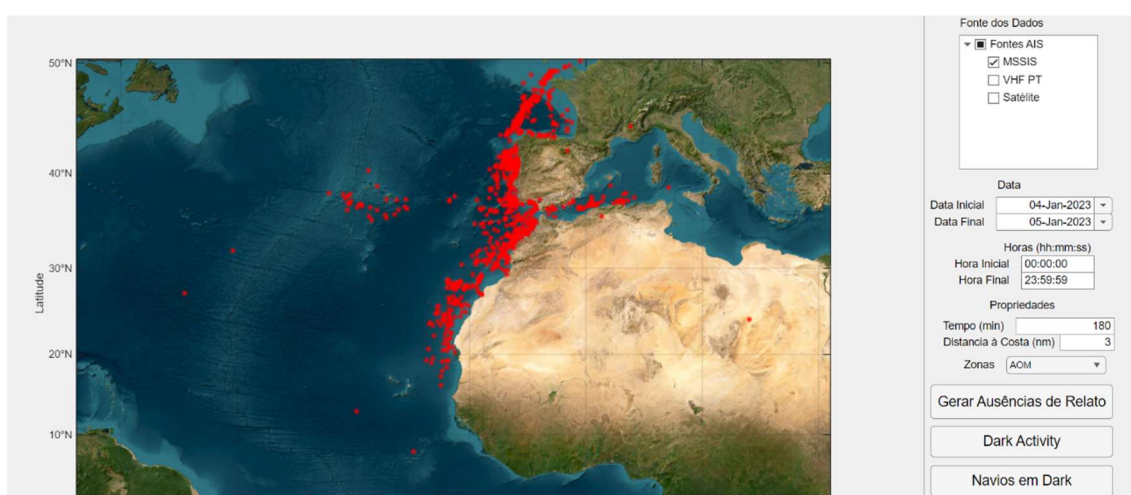 Fonte dos Dados
Fontes AIS
MSSIS
VHF PT
Satélite
Data
Data Inicial 04-Jan-2023
Data Final 05-Jan-2023
Horas (hh:mm:ss)
Hora Inicial 00:00:00
Hora Final 23:59:59
Propriedades
Tempo (min) 180
Distancia à Costa (nm) 3
Zonas AOM
Gerar Ausências de Relato
Dark Activity
Navios em Dark
50°N
40°N
30°N
20°N
10°N
Latitude